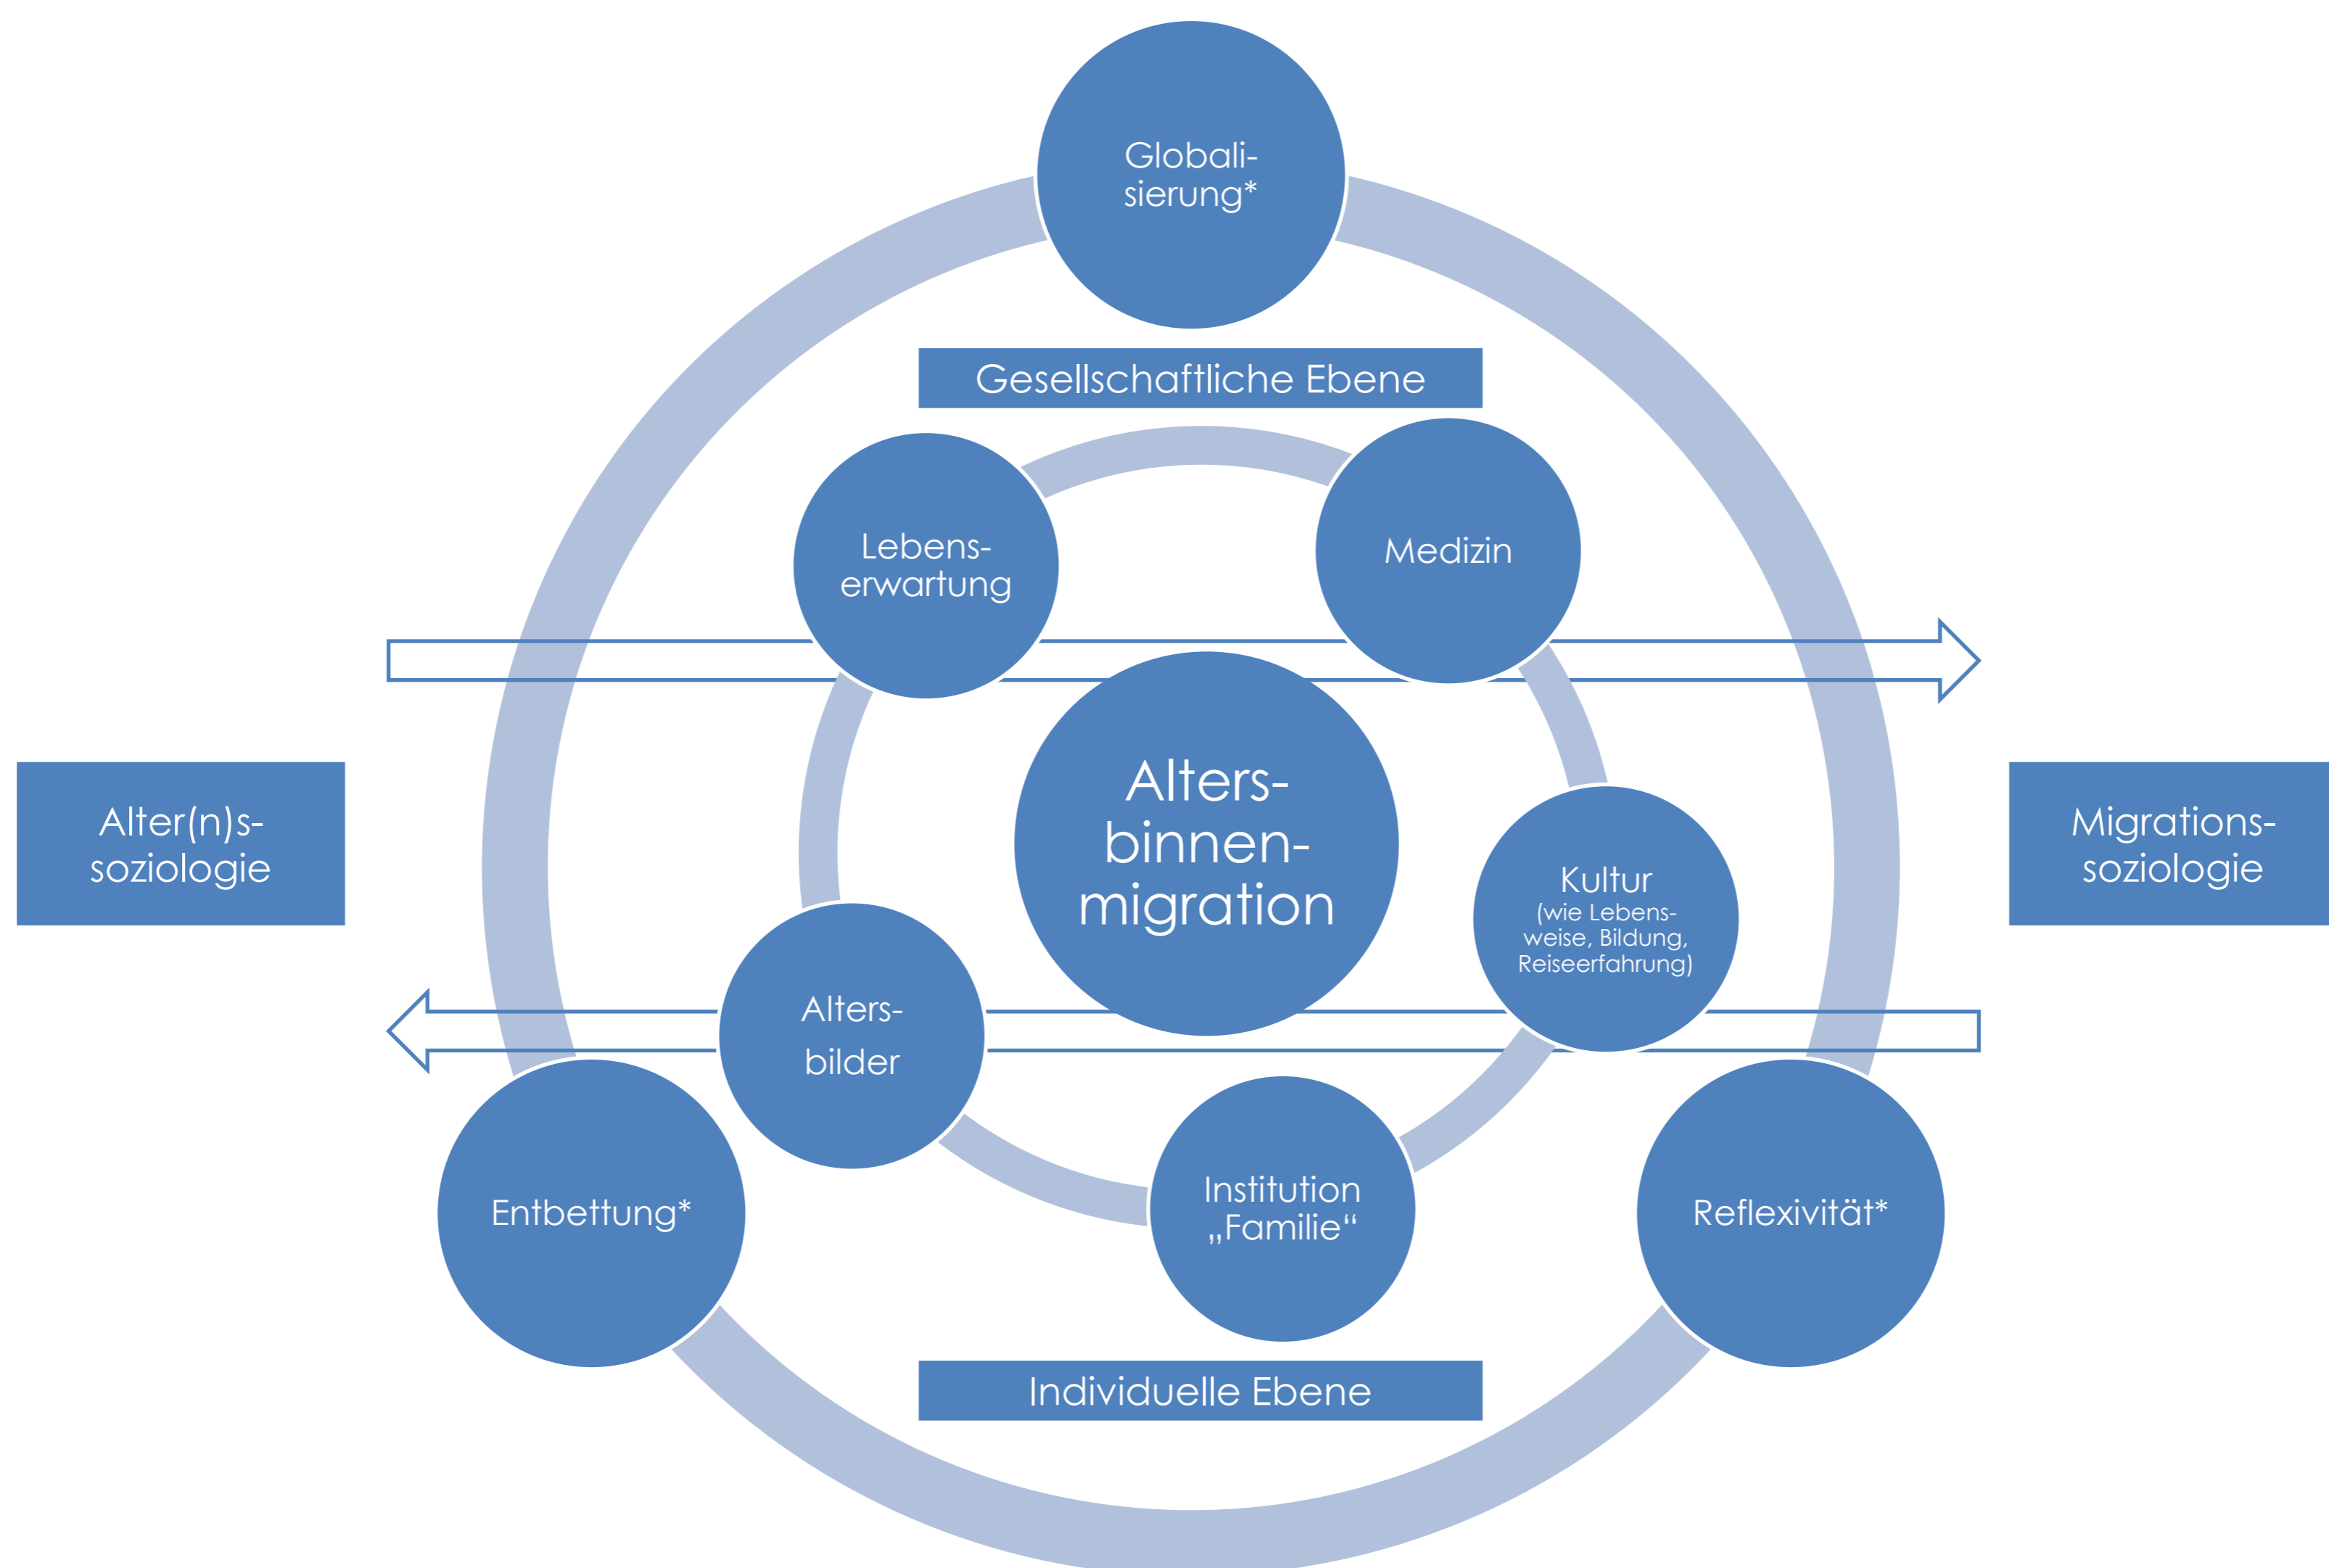 Globali-
sierung*
Gesellschaftliche Ebene
Lebens-
erwartung
Medizin
Alters-
binnen-
migration
Alter(n)s-
soziologie
Migrations-
soziologie
Kultur
(wie Lebens-
weise, Bildung,
Reiseerfahrung)
Alters-
bilder
Entbettung*
Institution
„Familie“
Reflexivität*
Individuelle Ebene